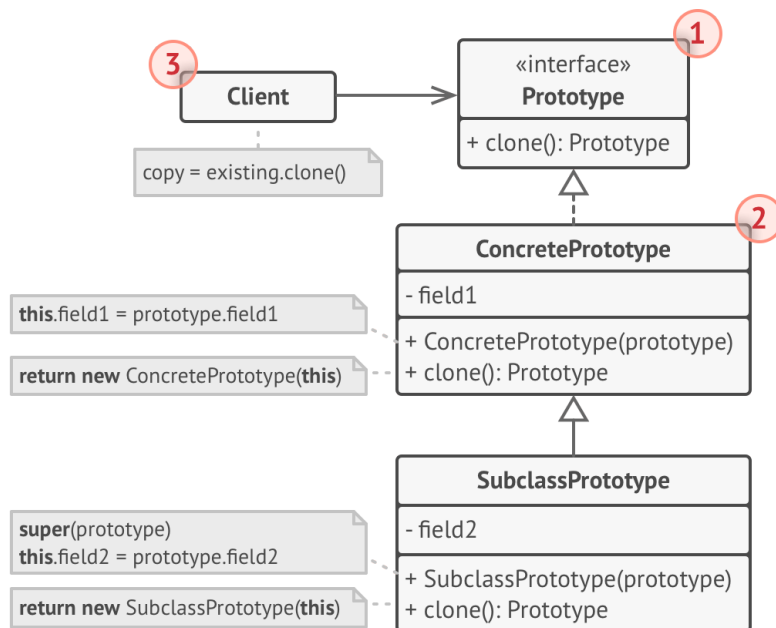 1
«interface»
Prototype
+ clone(): Prototype
3
Client
copy = existing.clone()
2
ConcretePrototype
- field1
+ ConcretePrototype(prototype)
+ clone(): Prototype
this.field1 = prototype.field1
return new ConcretePrototype(this)
SubclassPrototype
- field2
+ SubclassPrototype(prototype)
+ clone(): Prototype
super(prototype)
this.field2 = prototype.field2
return new SubclassPrototype(this)